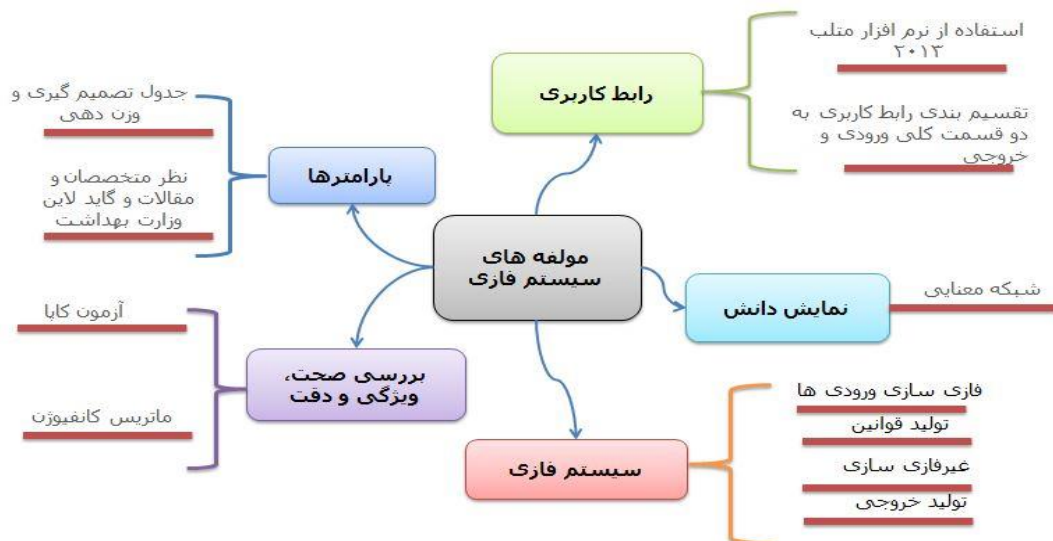 استفاده از نرم افزار متلب
۲۰۱۳
تقسیم بندی رابط کاربری به
دو قسمت کلی ورودی و
خروجی
رابط کاربری
جدول تصمیم گیری و
وزن دهی
نظر متخصصان و
مقالات و گاید لاین
وزارت بهداشت
پارامترها
مولفه های
سیستم فازی
شبکه معنایی
نمایش دانش
آزمون کاپا
ماتریس کانفیوژن
بررسی صحت،
ویژگی و دقت
فازی سازی ورودی ها
تولید قوانین
غیرفازی سازی
تولید خروجی
سیستم فازی